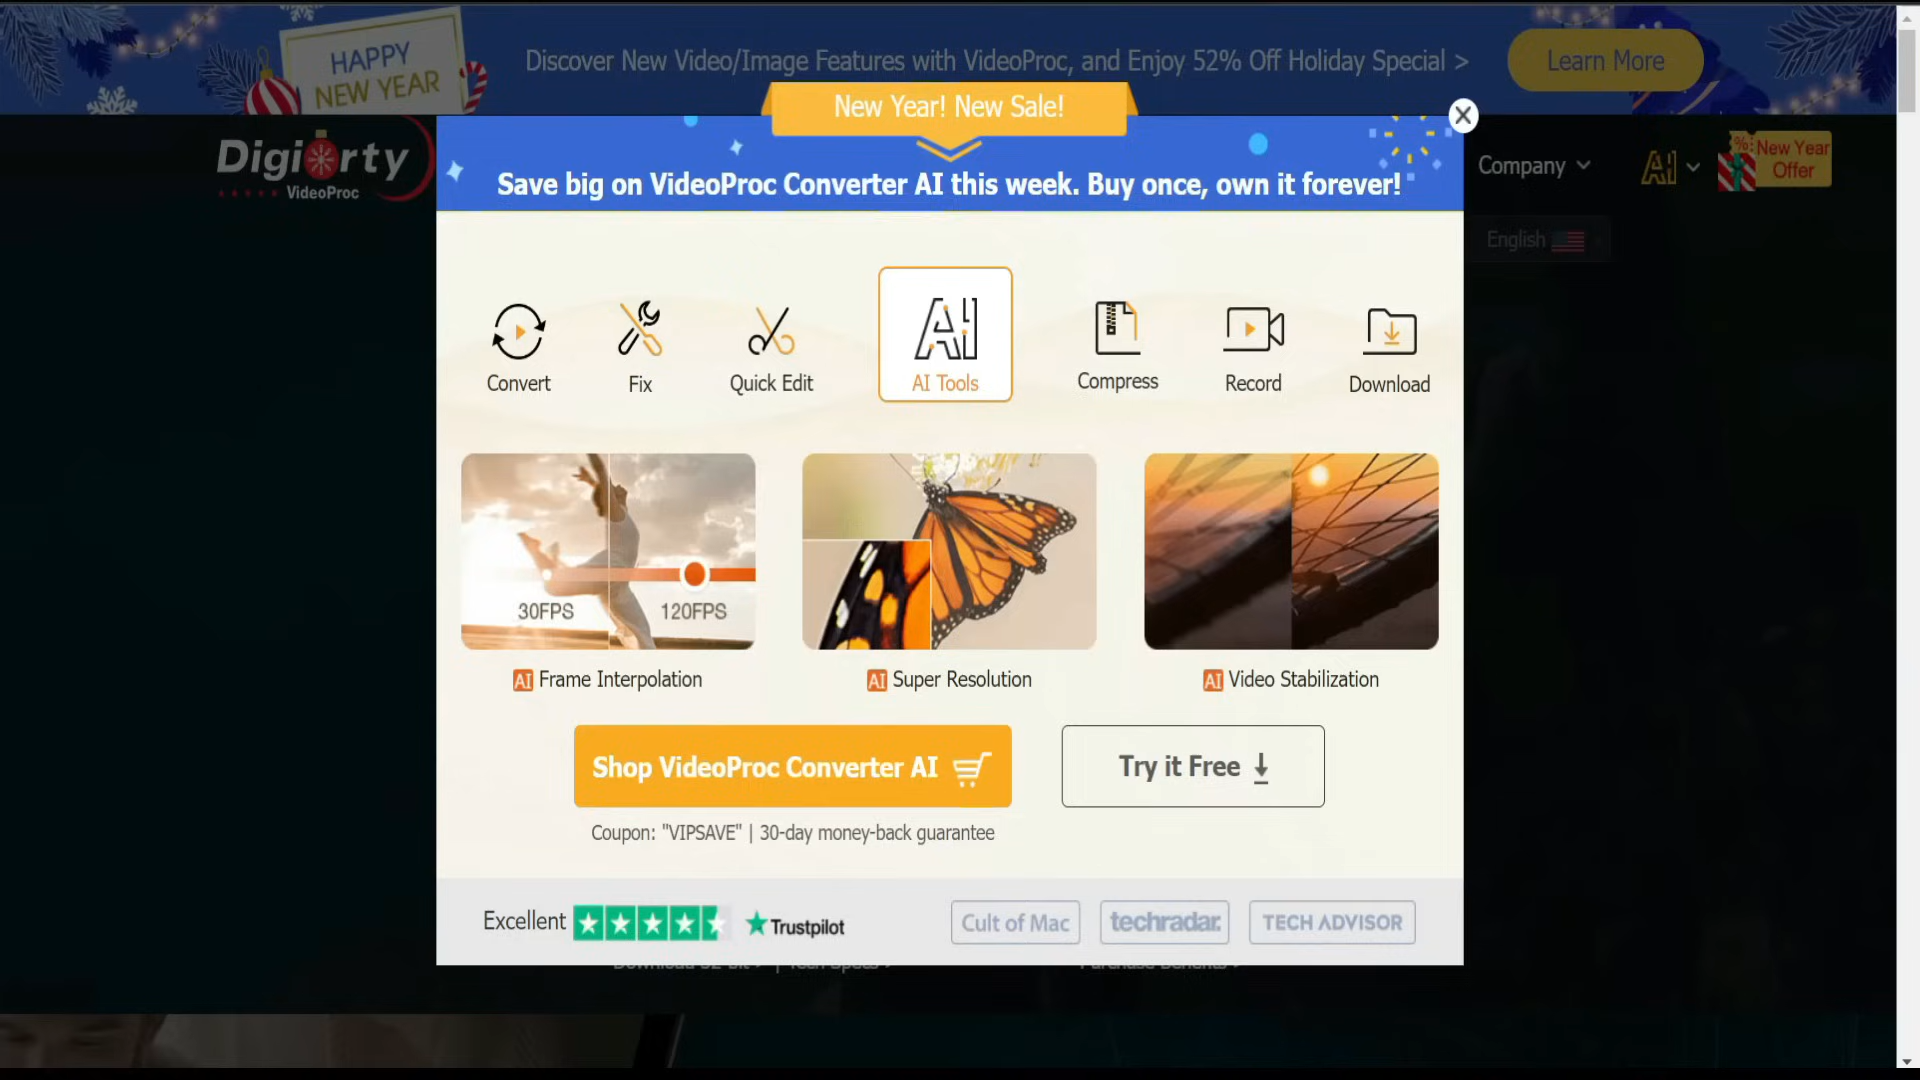 HAPPY
NEW YEAR
Discover New Video/Image Features with VideoProc, and Enjoy 52% Off Holiday Special >
Learn More
New Year! New Sale!
Digiarty
VideoProc
Company
AI
%
New Year
Offer
Save big on VideoProc Converter AI this week. Buy once, own it forever!
English
AI
Convert
Fix
Quick Edit
AI Tools
Compress
Record
Download
30FPS
120FPS
AI Frame Interpolation
AI Super Resolution
AI Video Stabilization
Shop VideoProc Converter AI
Try it Free
Coupon: "VIPSAVE" | 30-day money-back guarantee
Excellent
Trustpilot
Cult of Mac
techradar.
TECH ADVISOR